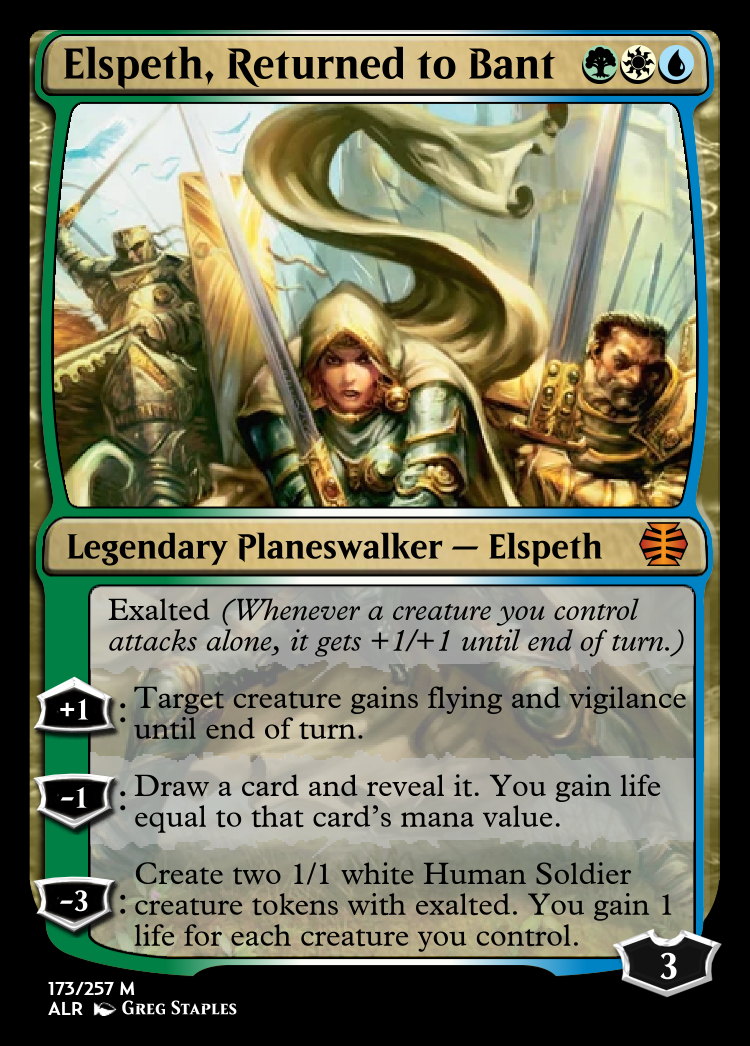 Elspeth, Returned to Bant
Legendary Planeswalker — Elspeth
Exalted (Whenever a creature you control
attacks alone, it gets +1/+1 until end of turn.)
+1 : Target creature gains flying and vigilance
until end of turn.
−1 : Draw a card and reveal it. You gain life
equal to that card's mana value.
Create two 1/1 white Human Soldier
−3 : creature tokens with exalted. You gain 1
life for each creature you control.
3
173/257 M
ALR Greg Staples